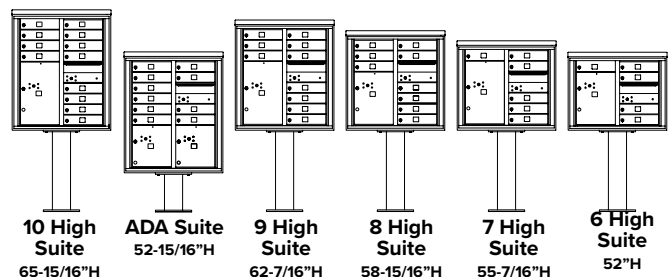 10 High
Suite
65-15/16”H
ADA Suite
52-15/16”H
9 High
Suite
62-7/16”H
8 High
Suite
58-15/16”H
7 High
Suite
55-7/16”H
6 High
Suite
52”H